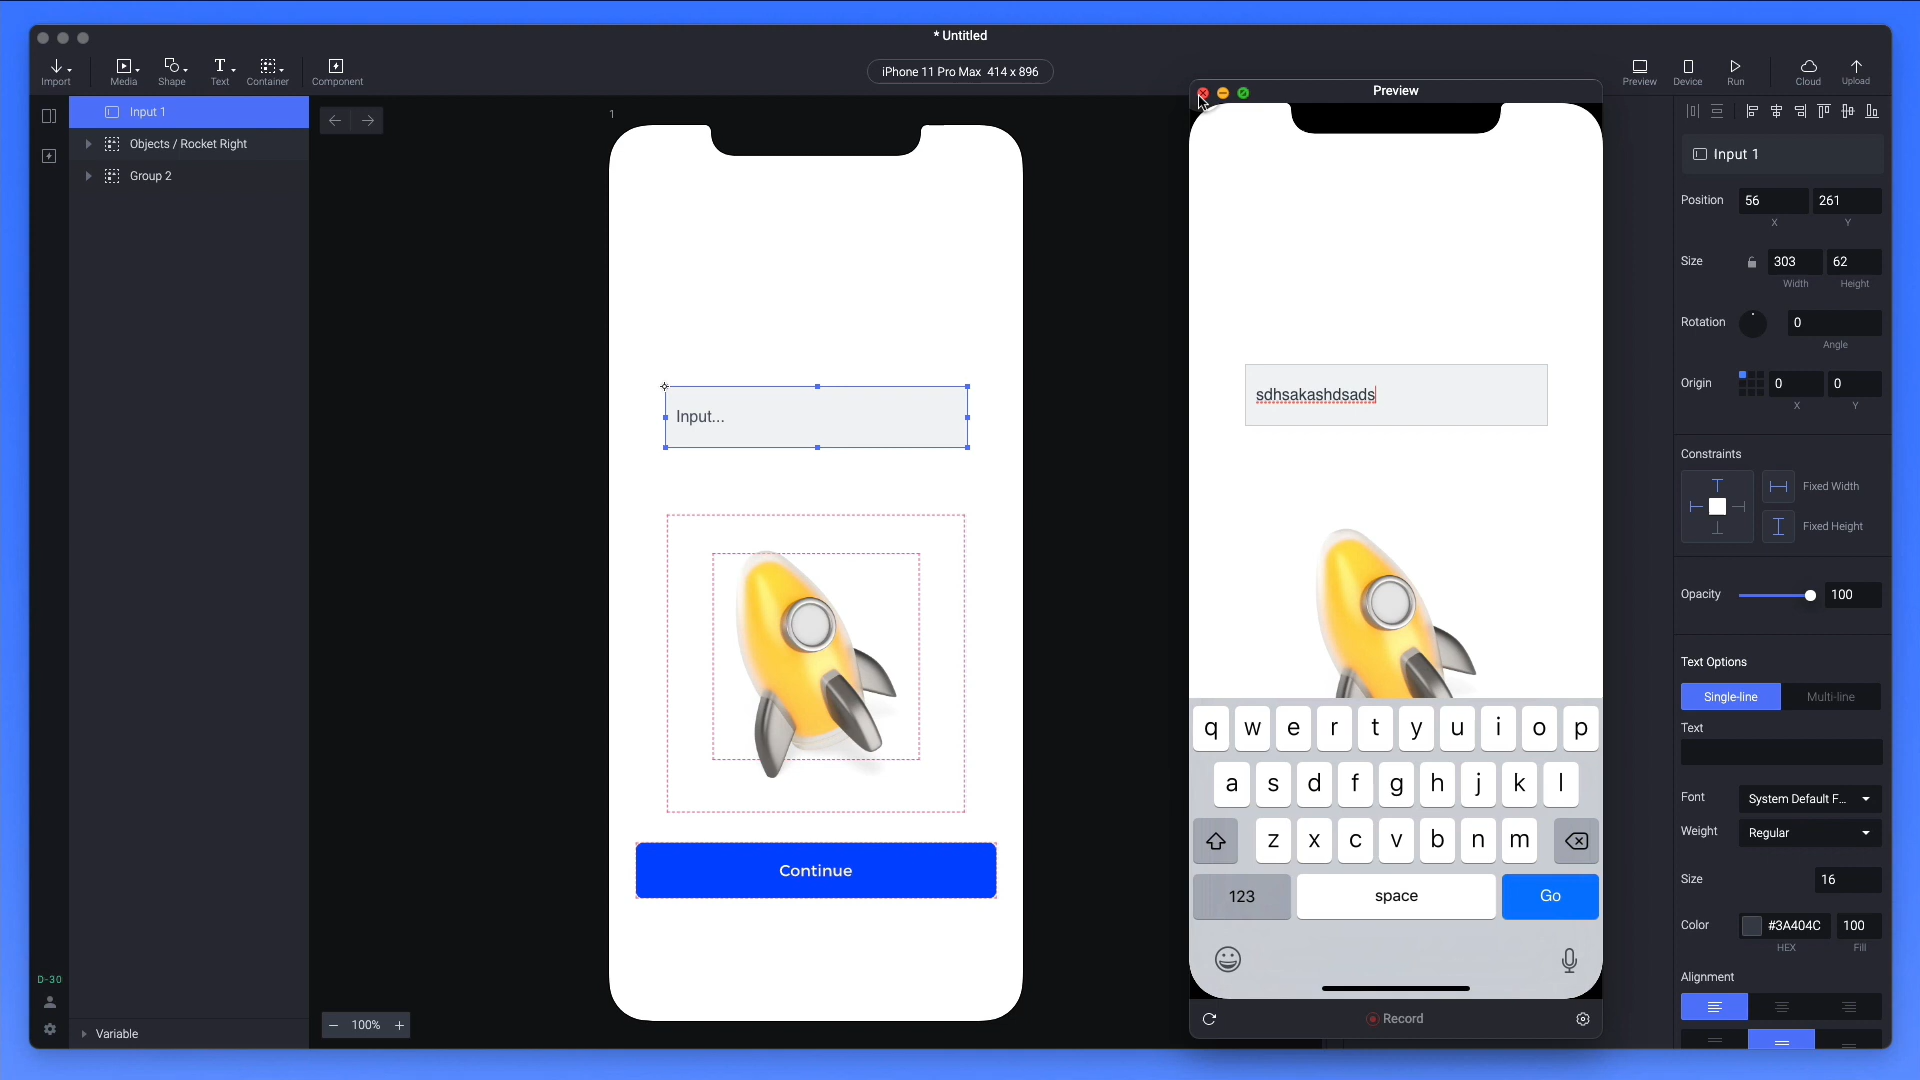 * Untitled
Import
Media
Shape
Text
Container
Component
iPhone 11 Pro Max 414 x 896
Preview
Device
Run
Cloud
Upload
Input 1
Objects / Rocket Right
Group 2
1
Input...
Continue
D-30
Variable
100%
Preview
sdhsakashdsads
q w e r t y u i o p
a s d f g h j k l
z x c v b n m
123 space Go
Record
Input 1
Position 56 261
X Y
Size 303 62
Width Height
Rotation 0
Angle
Origin 0 0
X Y
Constraints
Fixed Width
Fixed Height
Opacity 100
Text Options
Single-line Multi-line
Text
Font System Default F...
Weight Regular
Size 16
Color #3A404C 100
HEX Fill
Alignment